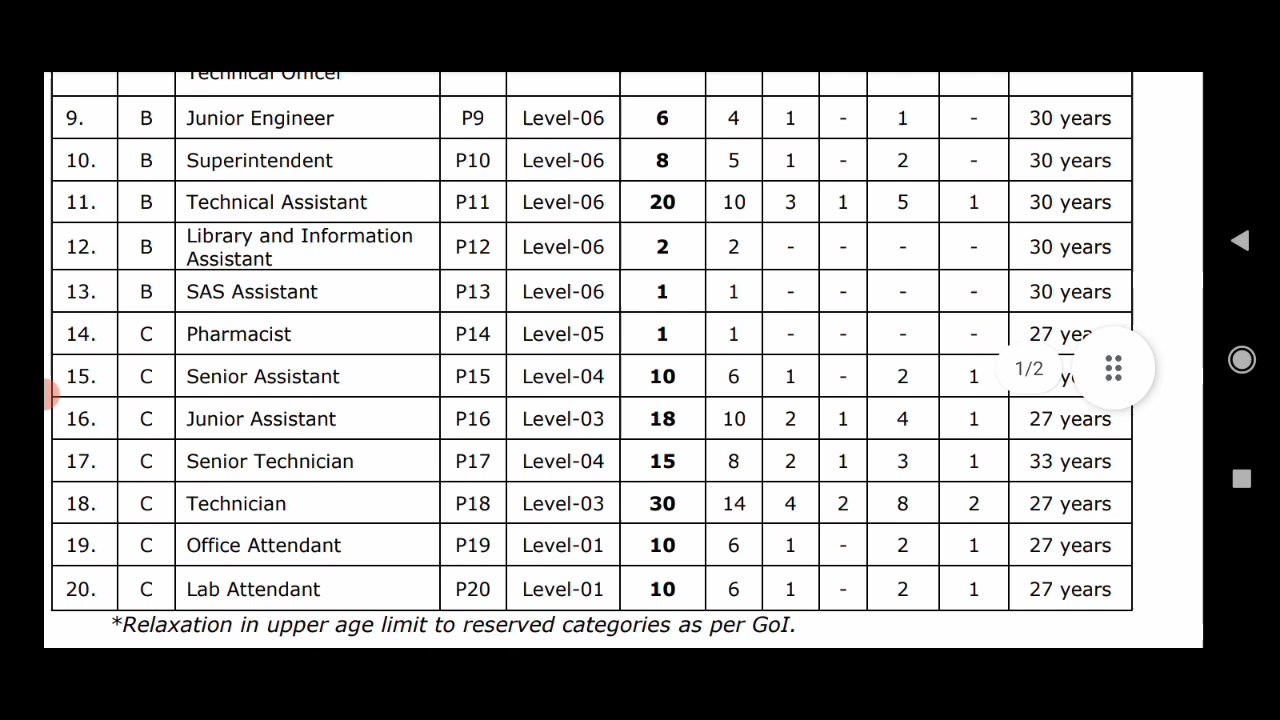 Technical Officer
9. B Junior Engineer P9 Level-06 6 4 1 - 1 - 30 years
10. B Superintendent P10 Level-06 8 5 1 - 2 - 30 years
11. B Technical Assistant P11 Level-06 20 10 3 1 5 1 30 years
12. B Library and Information Assistant P12 Level-06 2 2 - - - - 30 years
13. B SAS Assistant P13 Level-06 1 1 - - - - 30 years
14. C Pharmacist P14 Level-05 1 1 - - - - 27 yea
15. C Senior Assistant P15 Level-04 10 6 1 - 2 1
1/2
16. C Junior Assistant P16 Level-03 18 10 2 1 4 1 27 years
17. C Senior Technician P17 Level-04 15 8 2 1 3 1 33 years
18. C Technician P18 Level-03 30 14 4 2 8 2 27 years
19. C Office Attendant P19 Level-01 10 6 1 - 2 1 27 years
20. C Lab Attendant P20 Level-01 10 6 1 - 2 1 27 years
*Relaxation in upper age limit to reserved categories as per GoI.